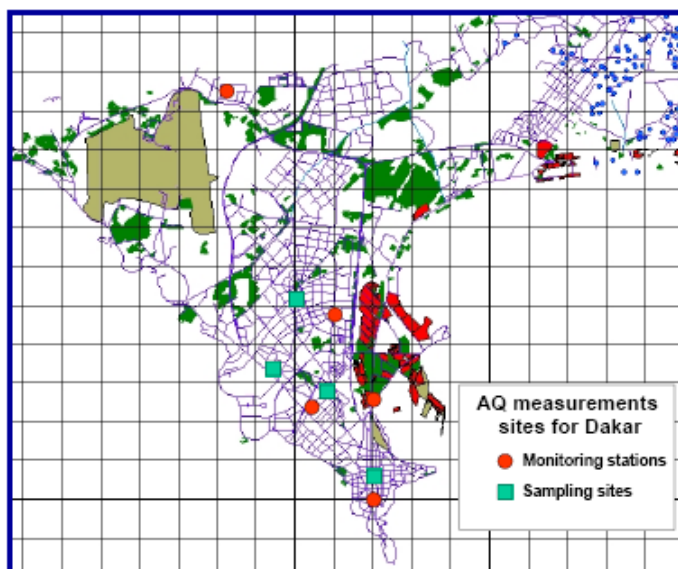 AQ measurements
sites for Dakar
Monitoring stations
Sampling sites